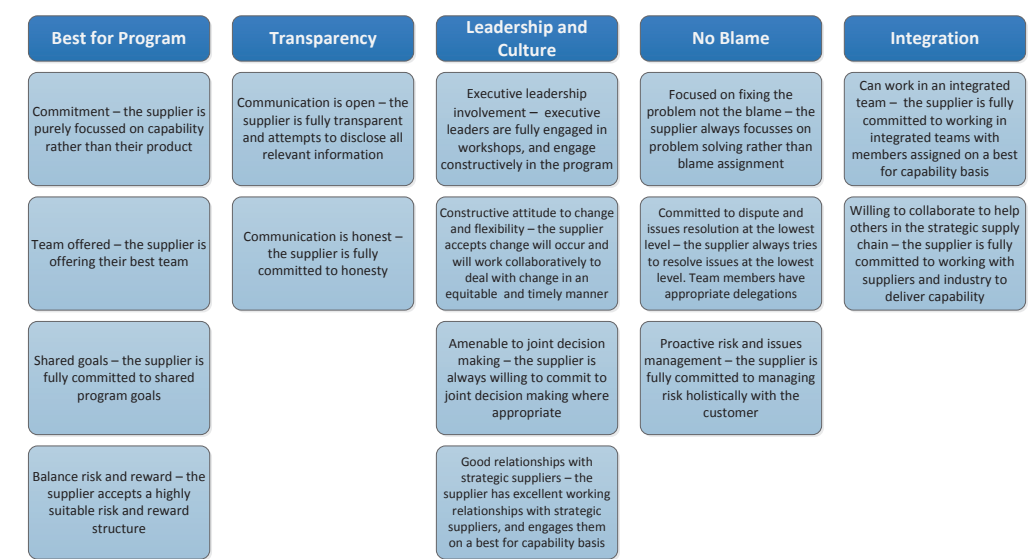 Best for Program
Commitment – the supplier is
purely focussed on capability
rather than their product
Team offered – the supplier is
offering their best team
Shared goals – the supplier is
fully committed to shared
program goals
Balance risk and reward – the
supplier accepts a highly
suitable risk and reward
structure
Transparency
Communication is open – the
supplier is fully transparent
and attempts to disclose all
relevant information
Communication is honest –
the supplier is fully
committed to honesty
Leadership and
Culture
Executive leadership
involvement – executive
leaders are fully engaged in
workshops, and engage
constructively in the program
Constructive attitude to change
and flexibility – the supplier
accepts change will occur and
will work collaboratively to
deal with change in an
equitable and timely manner
Amenable to joint decision
making – the supplier is
always willing to commit to
joint decision making where
appropriate
Good relationships with
strategic suppliers – the
supplier has excellent working
relationships with strategic
suppliers, and engages them
on a best for capability basis
No Blame
Focused on fixing the
problem not the blame – the
supplier always focusses on
problem solving rather than
blame assignment
Committed to dispute and
issues resolution at the lowest
level – the supplier always tries
to resolve issues at the lowest
level. Team members have
appropriate delegations
Proactive risk and issues
management – the supplier is
fully committed to managing
risk holistically with the
customer
Integration
Can work in an integrated
team – the supplier is fully
committed to working in
integrated teams with
members assigned on a best
for capability basis
Willing to collaborate to help
others in the strategic supply
chain – the supplier is fully
committed to working with
suppliers and industry to
deliver capability